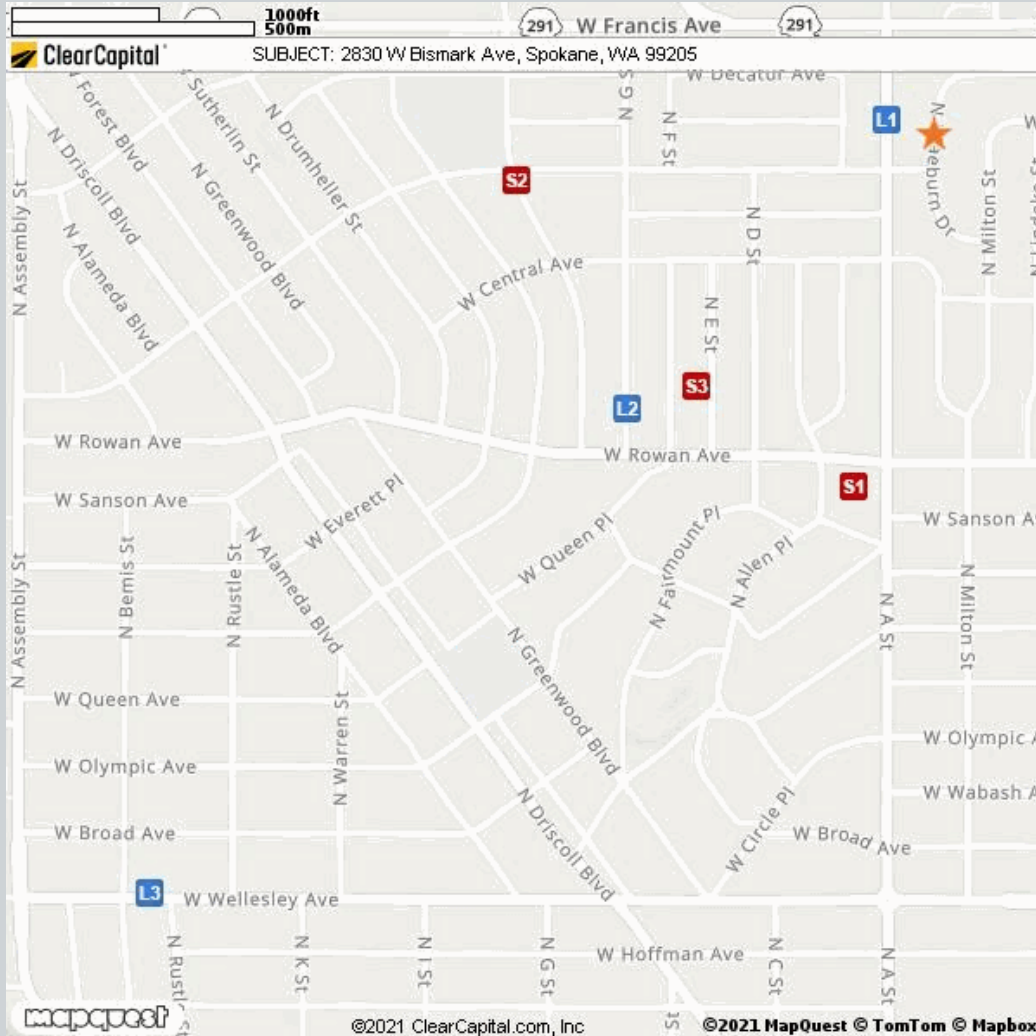 1000ft
500m
291
W Francis Ave
291
ClearCapital
SUBJECT: 2830 W Bismark Ave, Spokane, WA 99205
W Decatur Ave
N Forest Blvd
N Sutherlin St
N Drumheller St
N Driscoll Blvd
N Greenwood Blvd
N Alameda Blvd
N Assembly St
N G S
N F St
L1
N
eburn Dr
W
S2
N Milton St
N D St
W Central Ave
N E St
S3
L2
W Rowan Ave
W Rowan Ave
S1
W Sanson Ave
W Everett Pl
W Sanson A
N Alameda Blvd
W Queen Pl
N Fairmount Pl
N Allen Pl
N Bemis St
N Rustle St
N Assembly St
N A St
N Milton St
N Greenwood Blvd
W Queen Ave
N Warren St
W Olympic Ave
W Olympic A
W Wabash A
N Driscoll Blvd
W Circle Pl
W Broad Ave
W Broad Ave
L3
W Wellesley Ave
N Rustl
N K St
N I St
N G St
W Hoffman Ave
N C St
N A St
St
mapquest
©2021 ClearCapital.com, Inc
©2021 MapQuest © TomTom © Mapbox